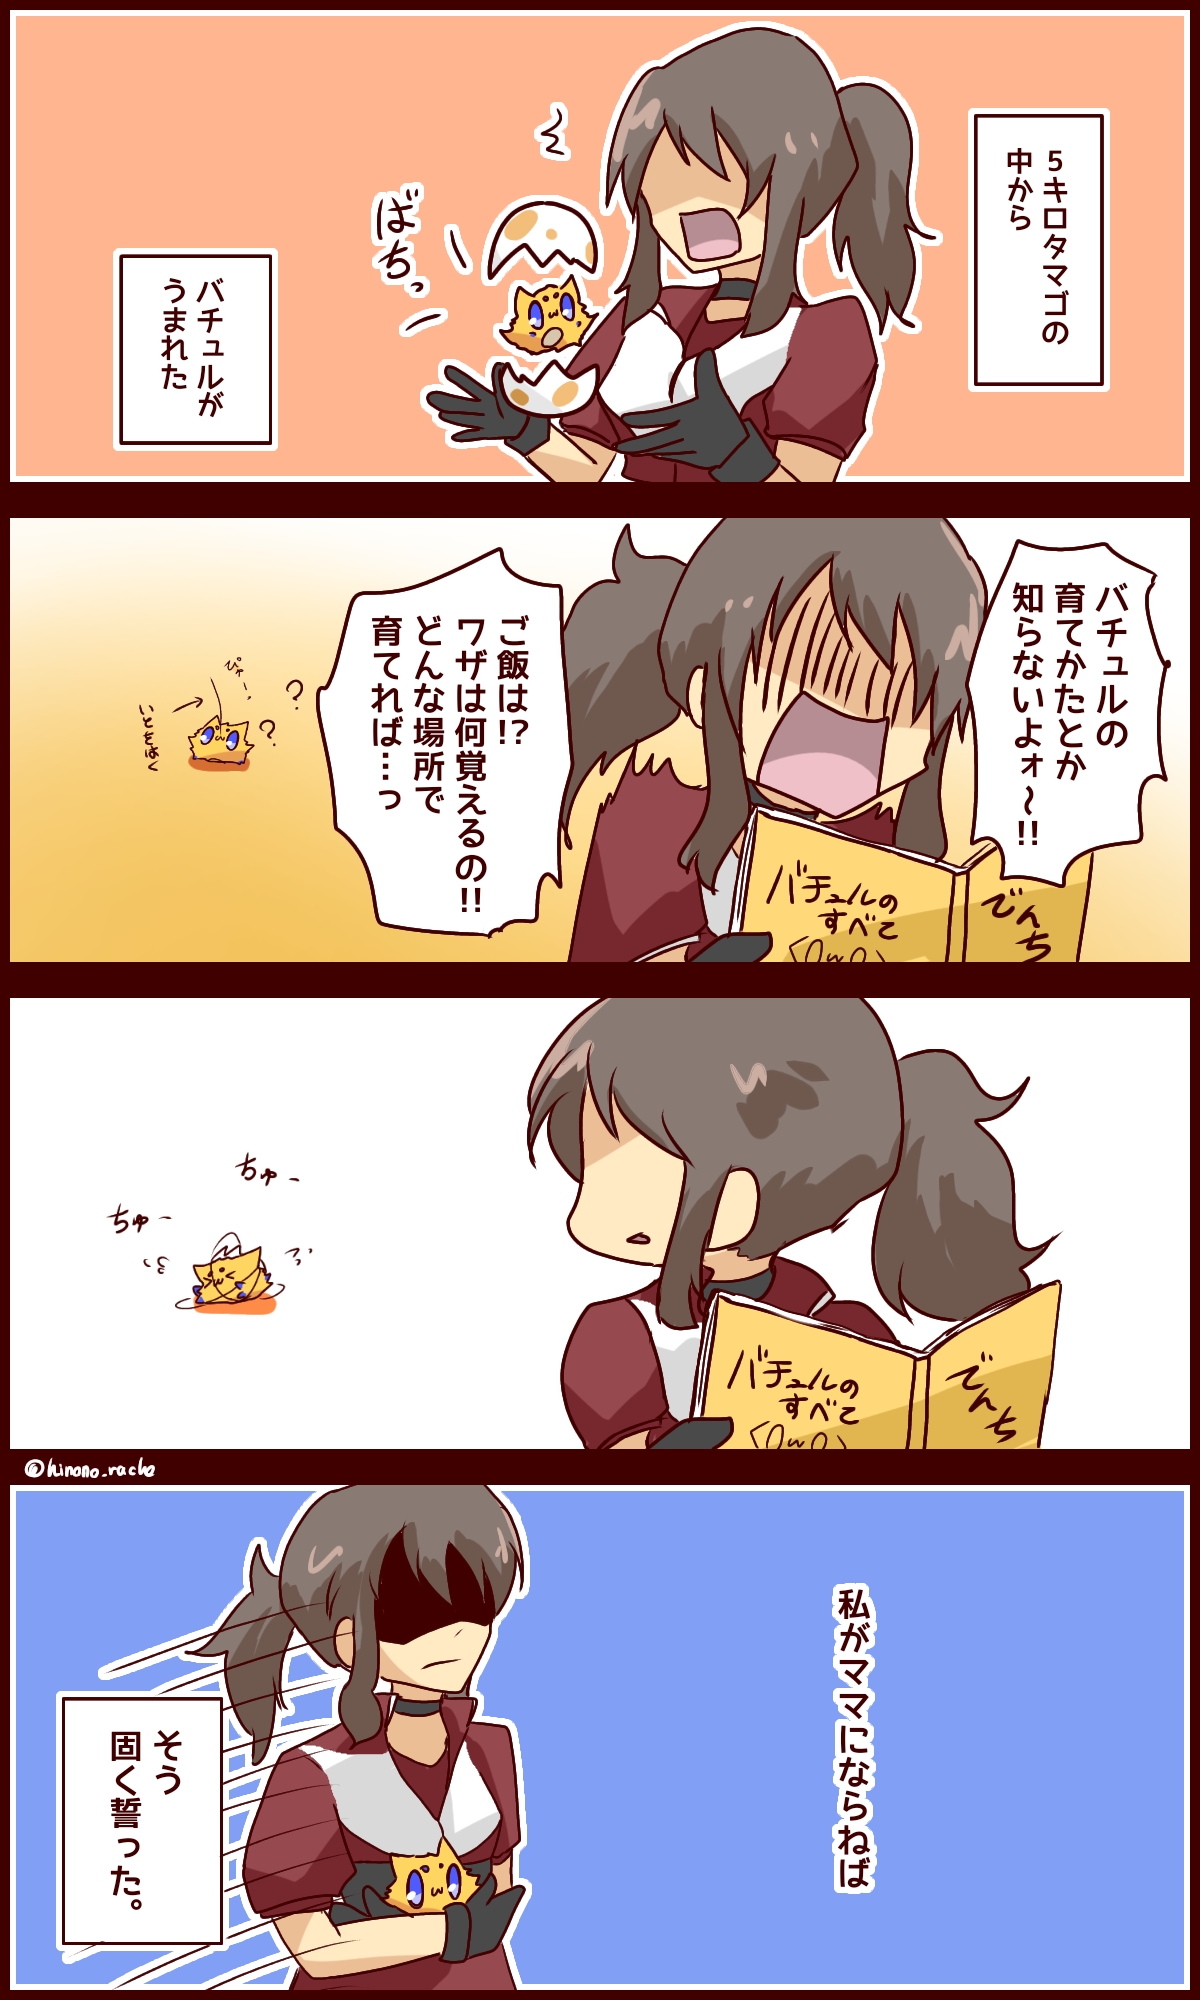 5キロタマゴの
中から
ばちっ
バチュルが
うまれた
バチュルの
育てかたとか
知らないよォ〜!!
ご飯は!?
ワザは何覚えるの!!
どんな場所で
育てれば…っ
ぴゃー
?
?
いとをはく
バチュルの
すべて
でんち
ちゅー
ちゅー
バチュルの
すべて
でんち
@hinono_rache
私がママにならねば
そう
固く誓った。